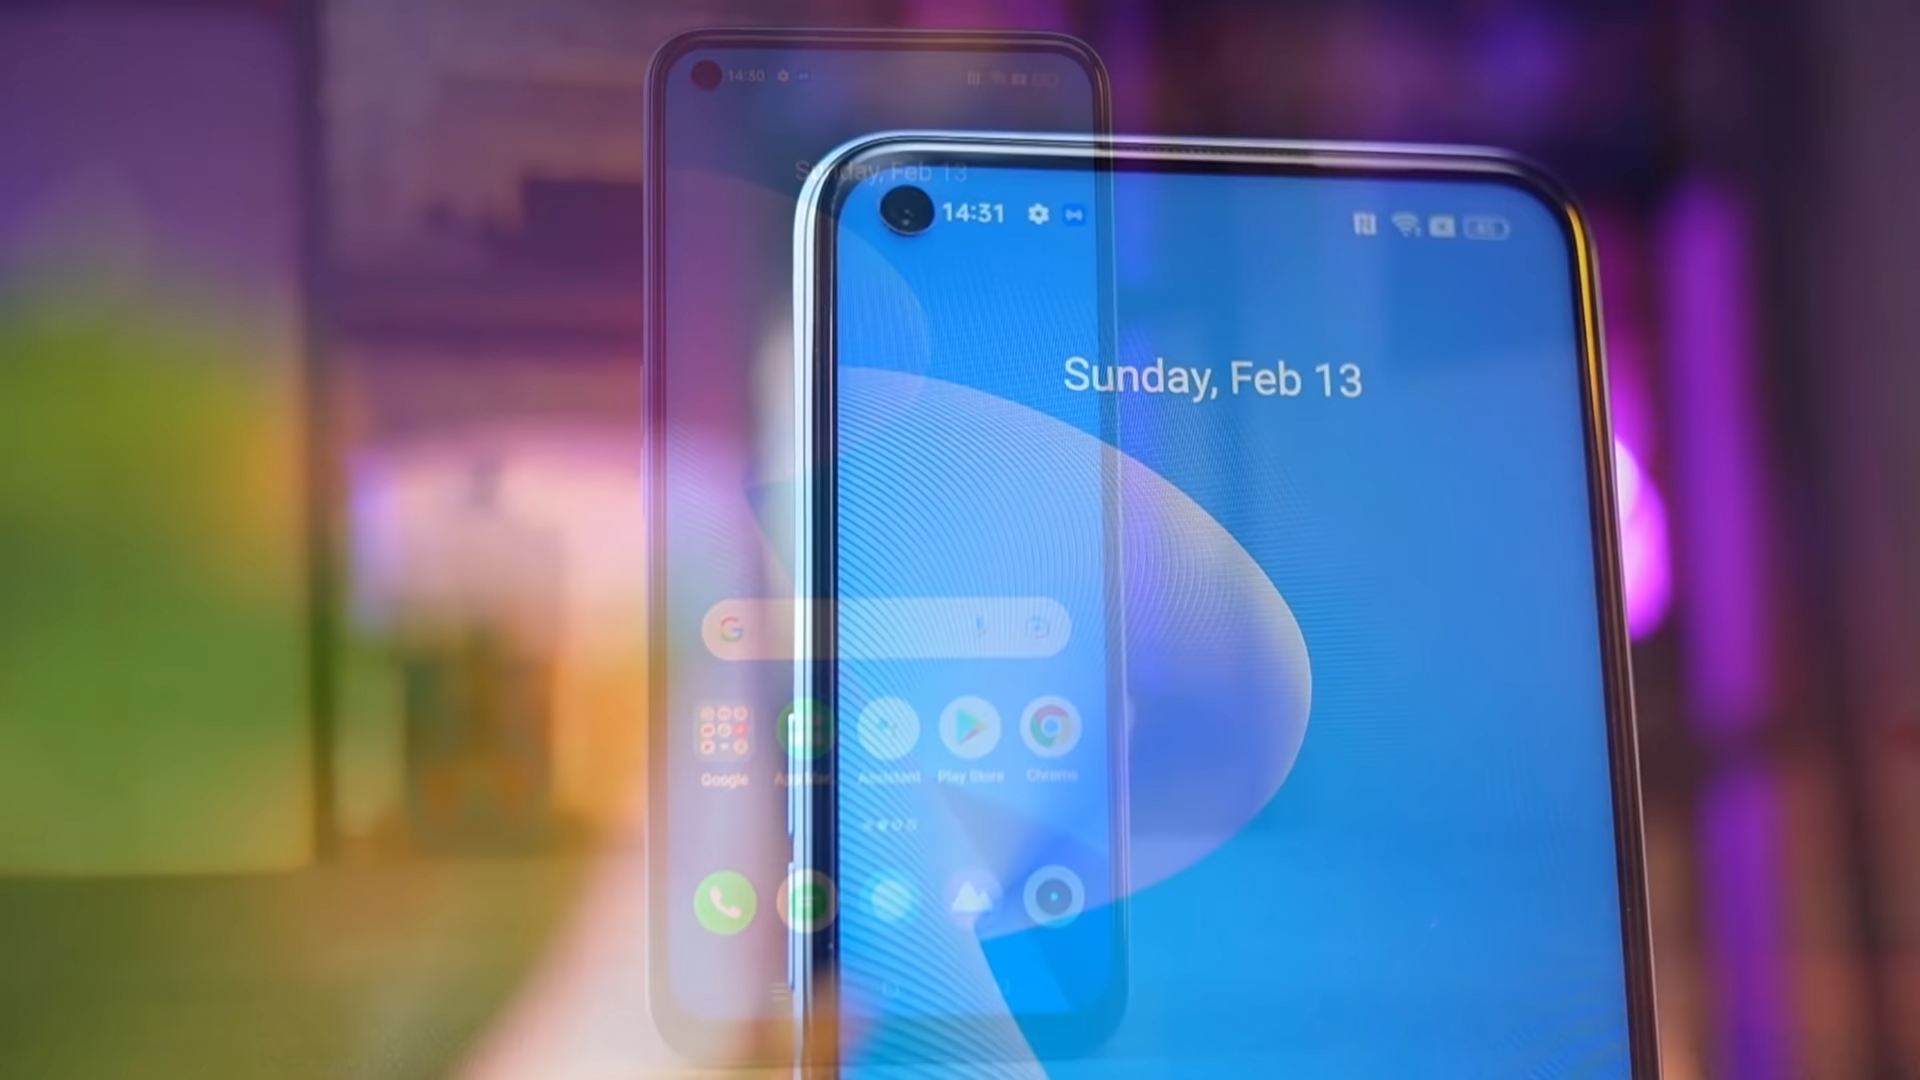 14:30
Sunday, Feb 13
14:31
Sunday, Feb 13
Google
Assistant
Play Store
Chrome